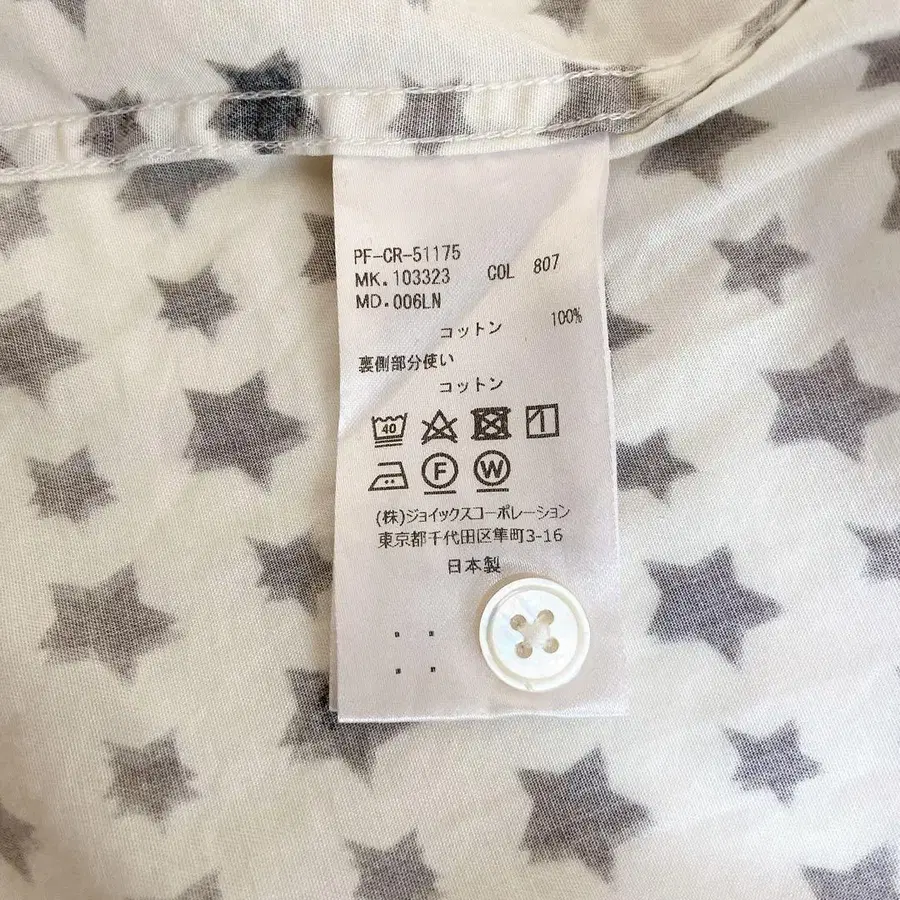 PF-CR-51175
MK.103323 COL 807
MD.006LN
コットン 100%
裏側部分使い
コットン
40
F W
(株)ジョイックスコーポレーション
東京都千代田区隼町3-16
日本製